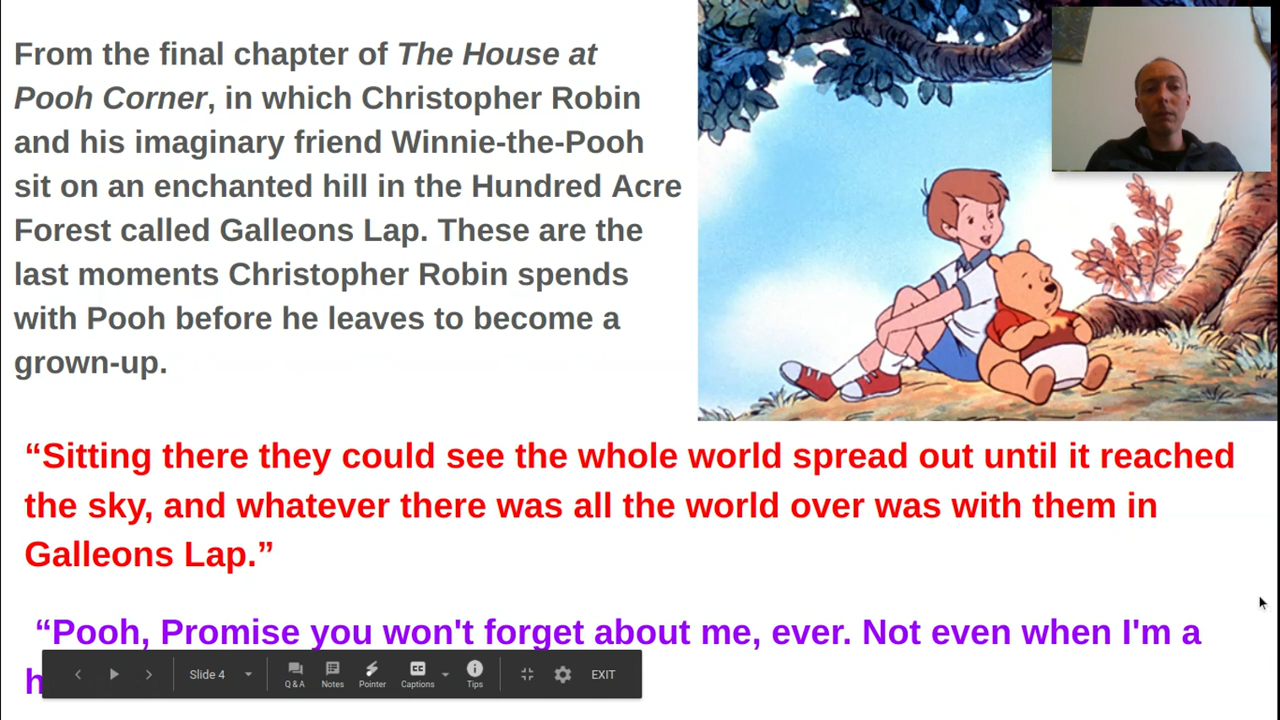 From the final chapter of The House at
Pooh Corner, in which Christopher Robin
and his imaginary friend Winnie-the-Pooh
sit on an enchanted hill in the Hundred Acre
Forest called Galleons Lap. These are the
last moments Christopher Robin spends
with Pooh before he leaves to become a
grown-up.
“Sitting there they could see the whole world spread out until it reached
the sky, and whatever there was all the world over was with them in
Galleons Lap.”
“Pooh, Promise you won't forget about me, ever. Not even when I'm a
Slide 4
Q & A
Notes
Pointer
CC
Captions
Tips
EXIT